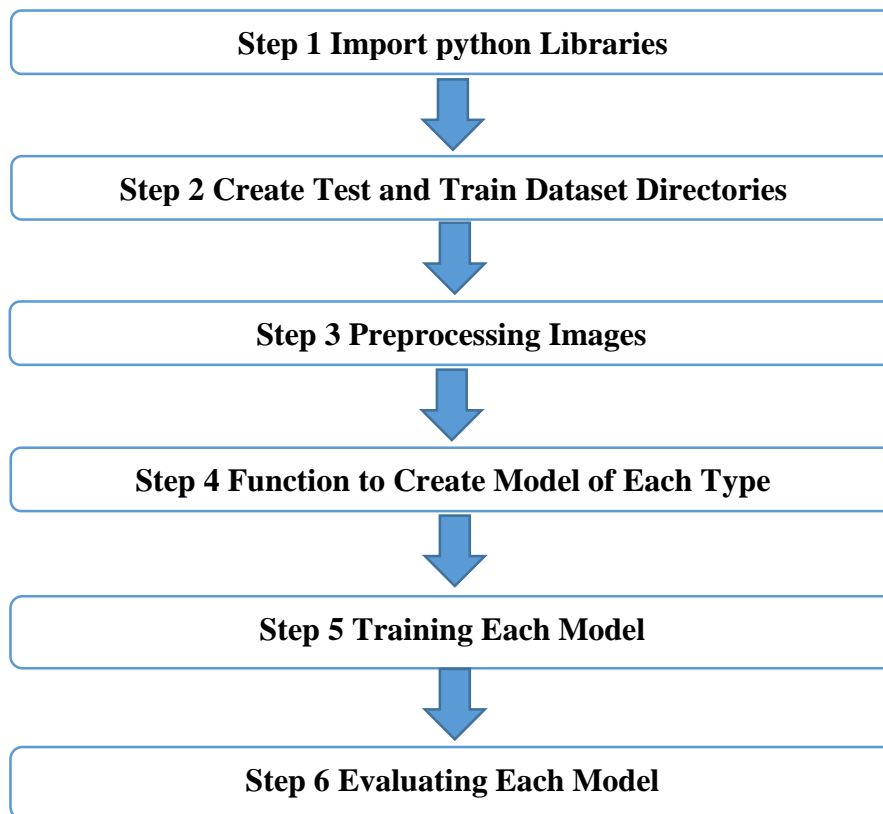 Step 1 Import python Libraries
Step 2 Create Test and Train Dataset Directories
Step 3 Preprocessing Images
Step 4 Function to Create Model of Each Type
Step 5 Training Each Model
Step 6 Evaluating Each Model